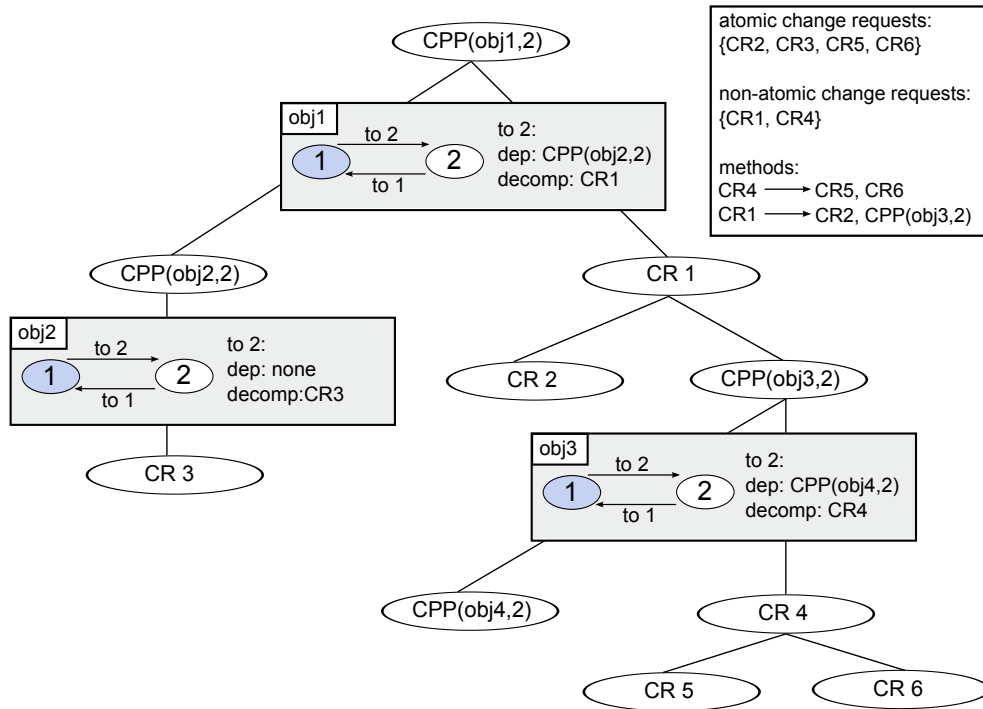 CPP(obj1,2)
atomic change requests:
{CR2, CR3, CR5, CR6}
non-atomic change requests:
{CR1, CR4}
methods:
CR4 CR5, CR6
CR1 CR2, CPP(obj3,2)
obj1
1
to 2
2
to 1
to 2:
dep: CPP(obj2,2)
decomp: CR1
CPP(obj2,2)
CR 1
obj2
1
to 2
2
to 1
to 2:
dep: none
decomp:CR3
CR 2
CPP(obj3,2)
CR 3
obj3
1
to 2
2
to 1
to 2:
dep: CPP(obj4,2)
decomp: CR4
CPP(obj4,2)
CR 4
CR 5
CR 6